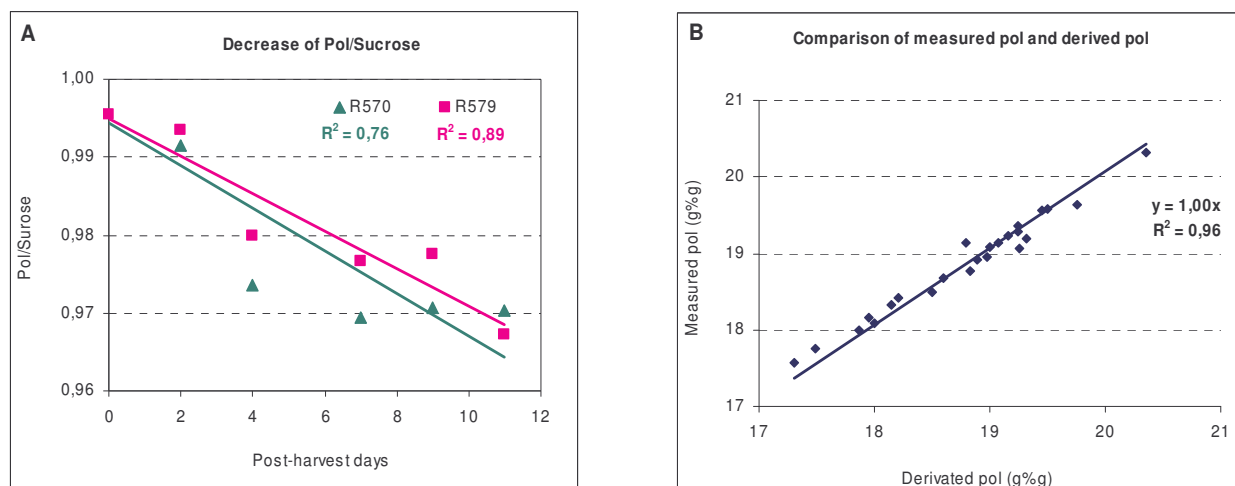 A
Decrease of Pol/Sucrose
1,00
0,99
0,98
0,97
0,96
Pol/Surose
R570
R579
R² = 0,76
R² = 0,89
0 2 4 6 8 10 12
Post-harvest days
B
Comparison of measured pol and derived pol
21
20
19
18
17
Measured pol (g%g)
y = 1,00x
R² = 0,96
17 18 19 20 21
Derivated pol (g%g)